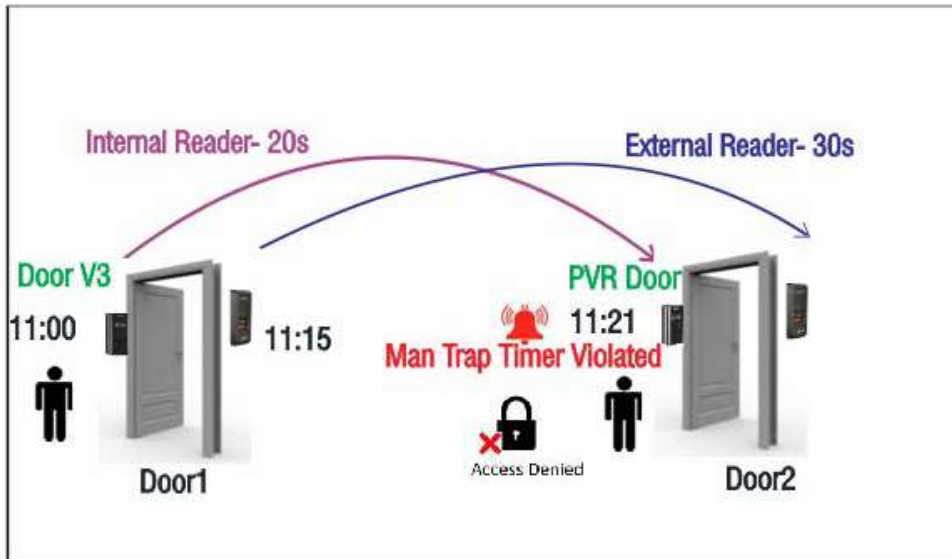 Internal Reader- 20s
External Reader- 30s
Door V3
PVR Door
11:00
11:15
11:21
Man Trap Timer Violated
Access Denied
Door1
Door2